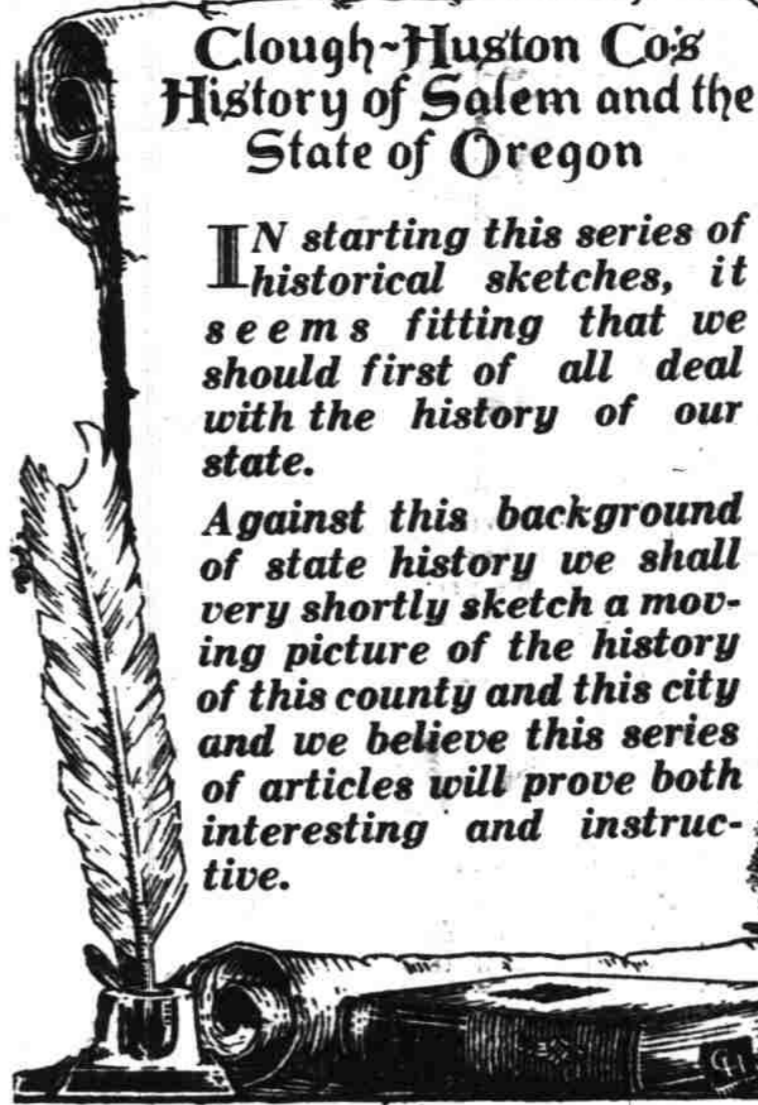 Clough-Huston Co's
History of Salem and the
State of Oregon
IN starting this series of
historical sketches, it
seems fitting that we
should first of all deal
with the history of our
state.
Against this background
of state history we shall
very shortly sketch a mov-
ing picture of the history
of this county and this city
and we believe this series
of articles will prove both
interesting and instruc-
tive.